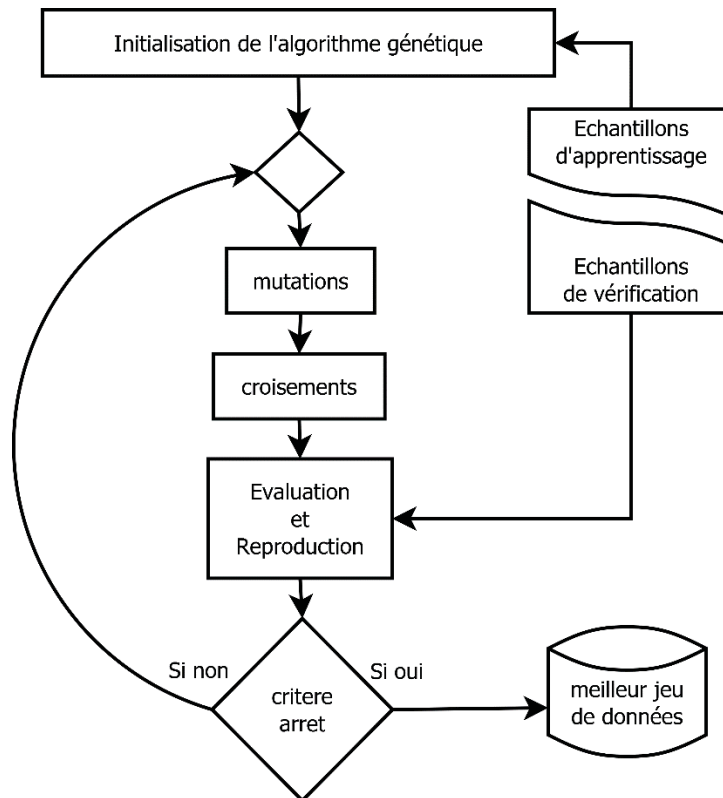 Initialisation de l'algorithme génétique
Echantillons
d'apprentissage
Echantillons
de vérification
mutations
croisements
Evaluation
et
Reproduction
Si non
Si oui
critere
arret
meilleur jeu
de données